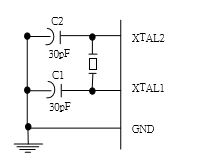 C2
XTAL2
30pF
C1
XTAL1
30pF
GND